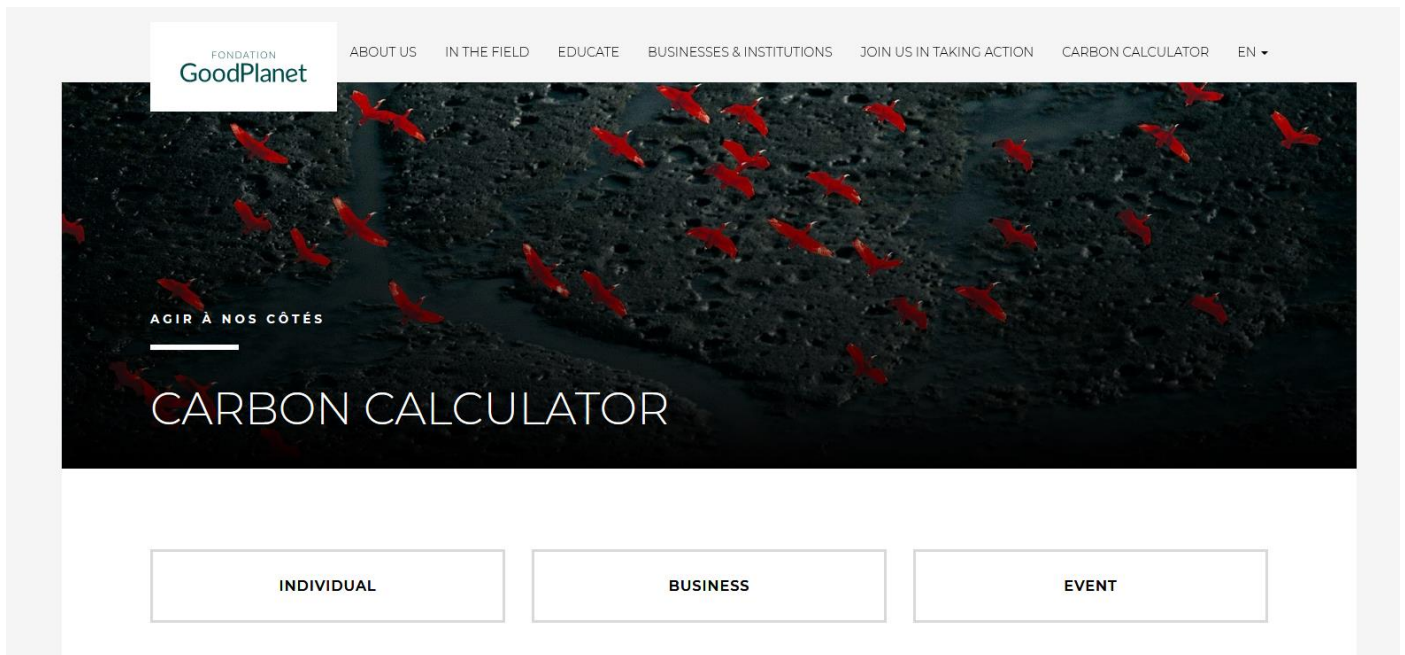 FONDATION
GoodPlanet
ABOUT US IN THE FIELD EDUCATE BUSINESSES & INSTITUTIONS JOIN US IN TAKING ACTION CARBON CALCULATOR EN
AGIR À NOS CÔTÉS
CARBON CALCULATOR
INDIVIDUAL BUSINESS EVENT